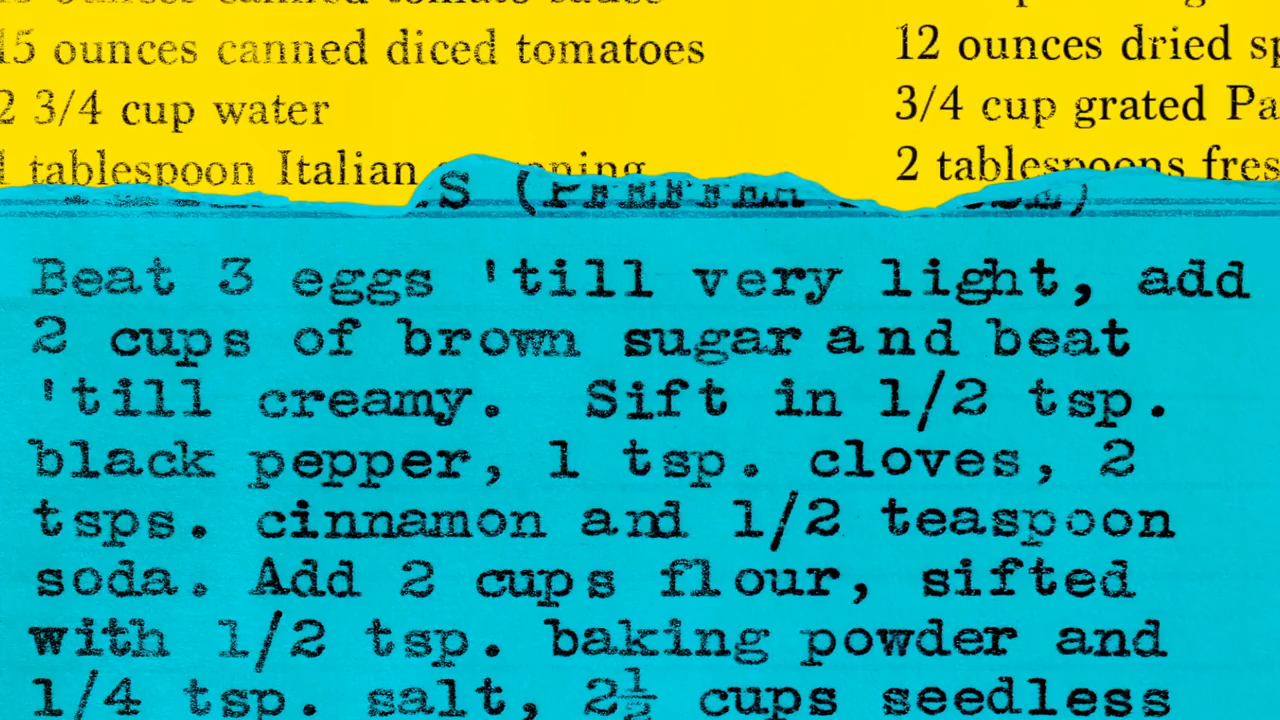 15 ounces canned diced tomatoes
2 3/4 cup water
1 tablespoon Italian
12 ounces dried
3/4 cup grated
2 tablespoons
Beat 3 eggs 'till very light, add
2 cups of brown sugar and beat
'till creamy. Sift in 1/2 tsp.
black pepper, 1 tsp. cloves, 2
tsps. cinnamon and 1/2 teaspoon
soda. Add 2 cups flour, sifted
with 1/2 tsp. baking powder and
1/4 tsp. salt, 2½ cups seedless